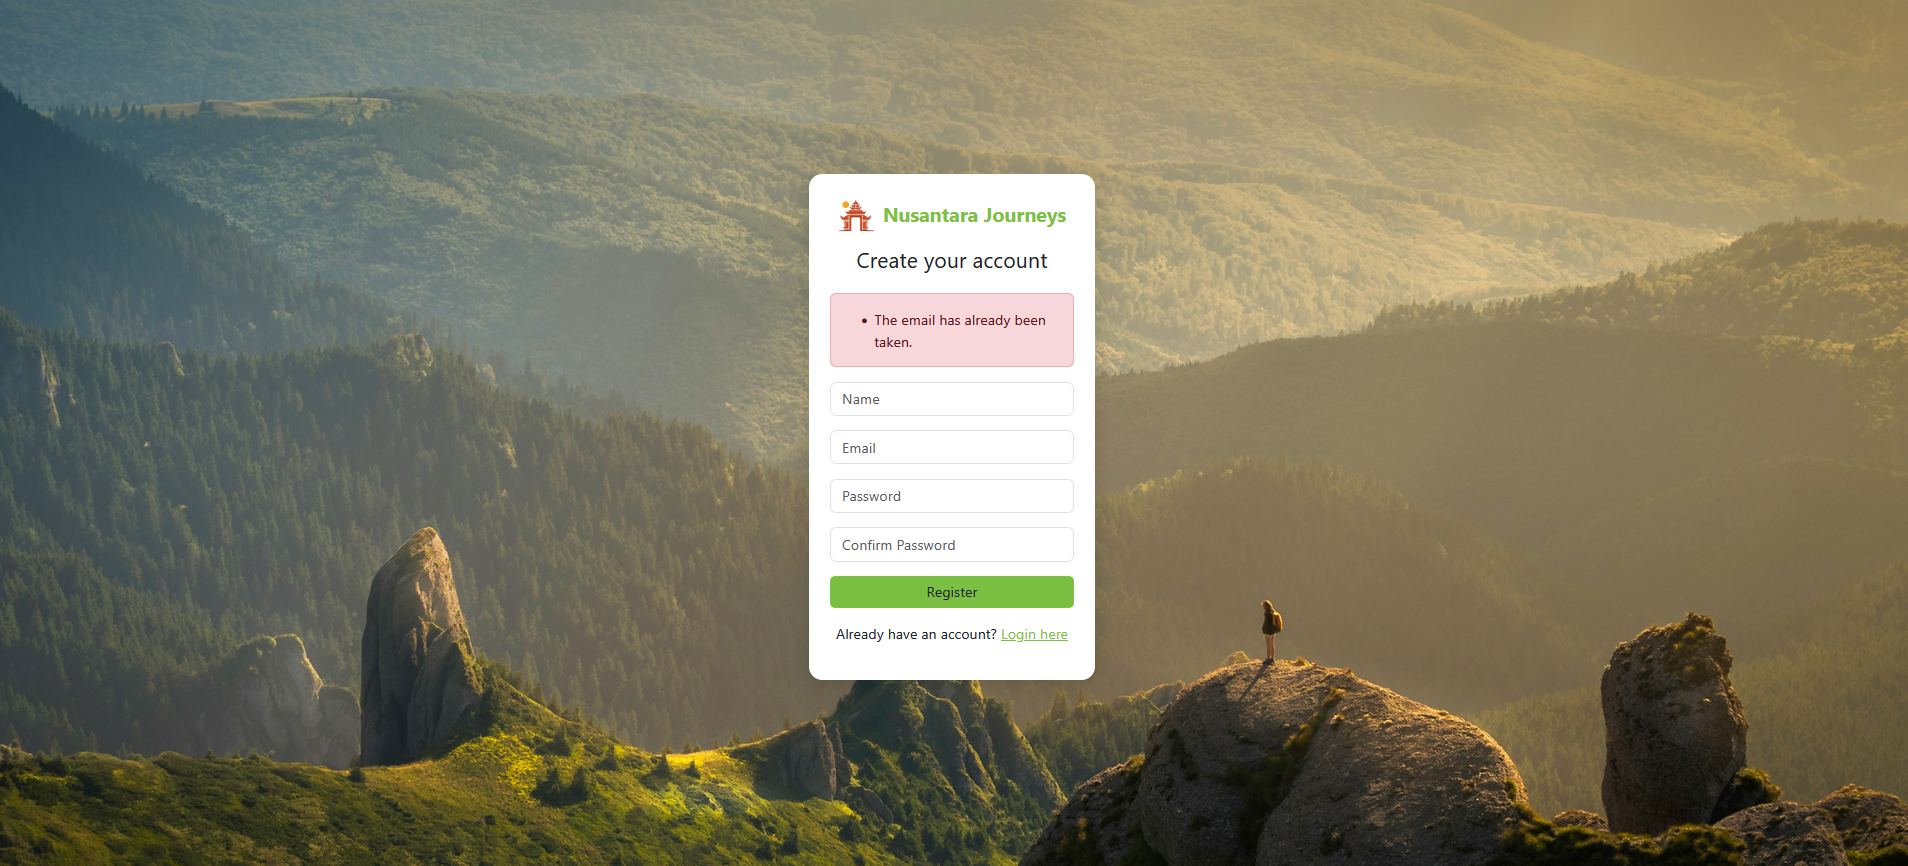 Nusantara Journeys
Create your account
• The email has already been
taken.
Name
Email
Password
Confirm Password
Register
Already have an account? Login here